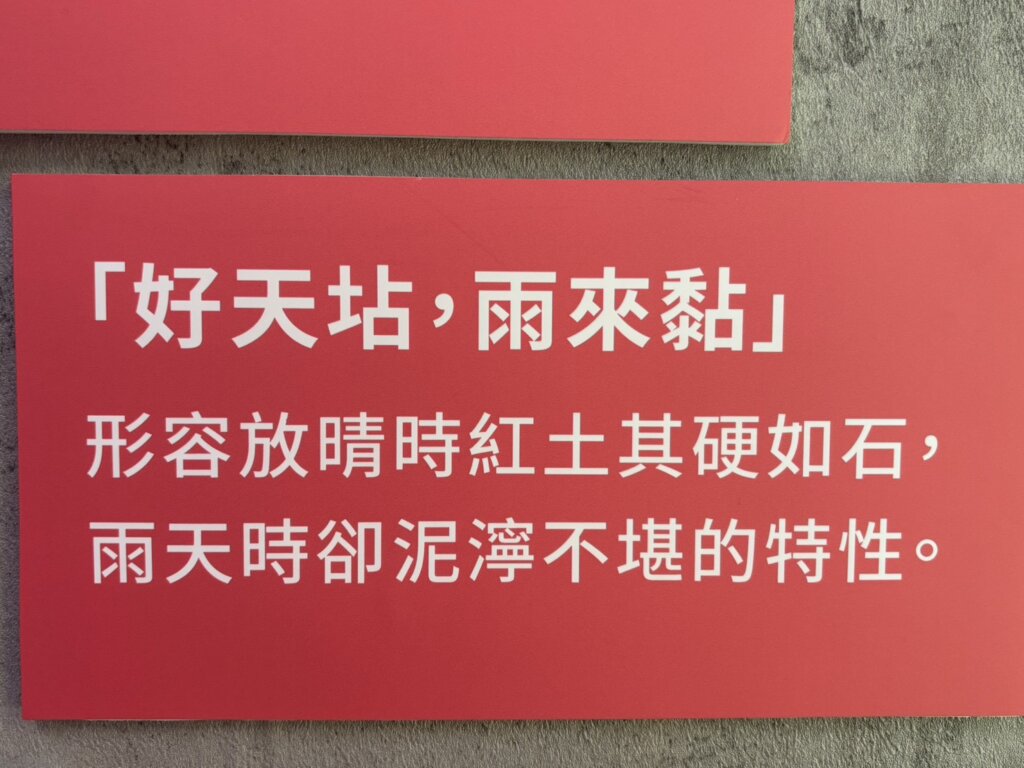 「好天坫，雨來黏」
形容放晴時紅土其硬如石，
雨天時卻泥濘不堪的特性。